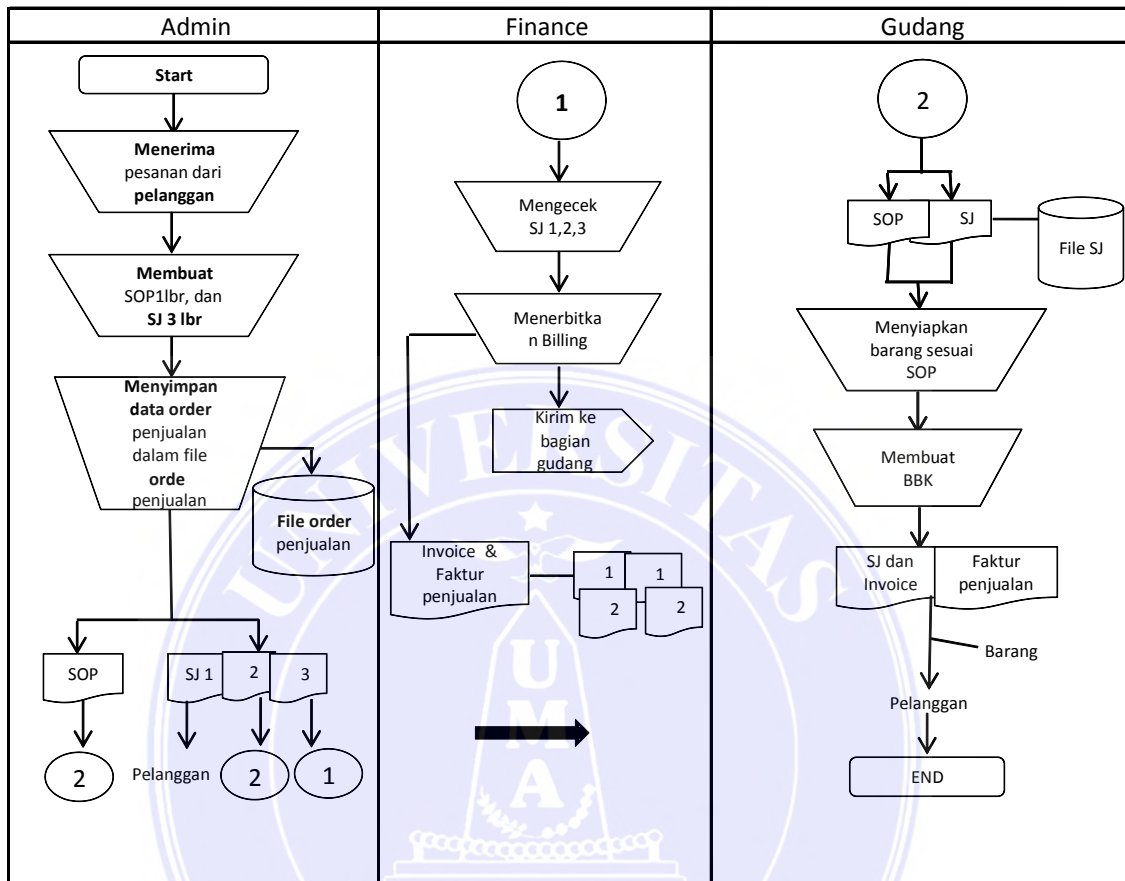 Admin
Finance
Gudang
Start
Menerima
pesanan dari
pelanggan
Membuat
SOP1lbr, dan
SJ 3 lbr
Menyimpan
data order
penjualan
dalam file
orde
penjualan
File order
penjualan
SOP
SJ 1
2
3
2
Pelanggan
2
1
1
Mengecek
SJ 1,2,3
Menerbitka
n Billing
Kirim ke
bagian
gudang
Invoice &
Faktur
penjualan
1
1
2
2
2
SOP
SJ
File SJ
Menyiapkan
barang sesuai
SOP
Membuat
BBK
SJ dan
Invoice
Faktur
penjualan
Barang
Pelanggan
END
UNIVERSITAS
U
M
A